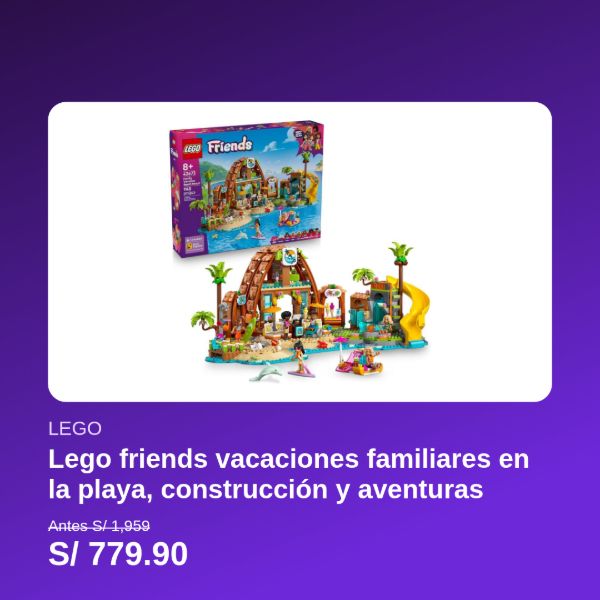 LEGO
Friends
8+
LEGO
Lego friends vacaciones familiares en
la playa, construcción y aventuras
Antes S/ 1,959
S/ 779.90